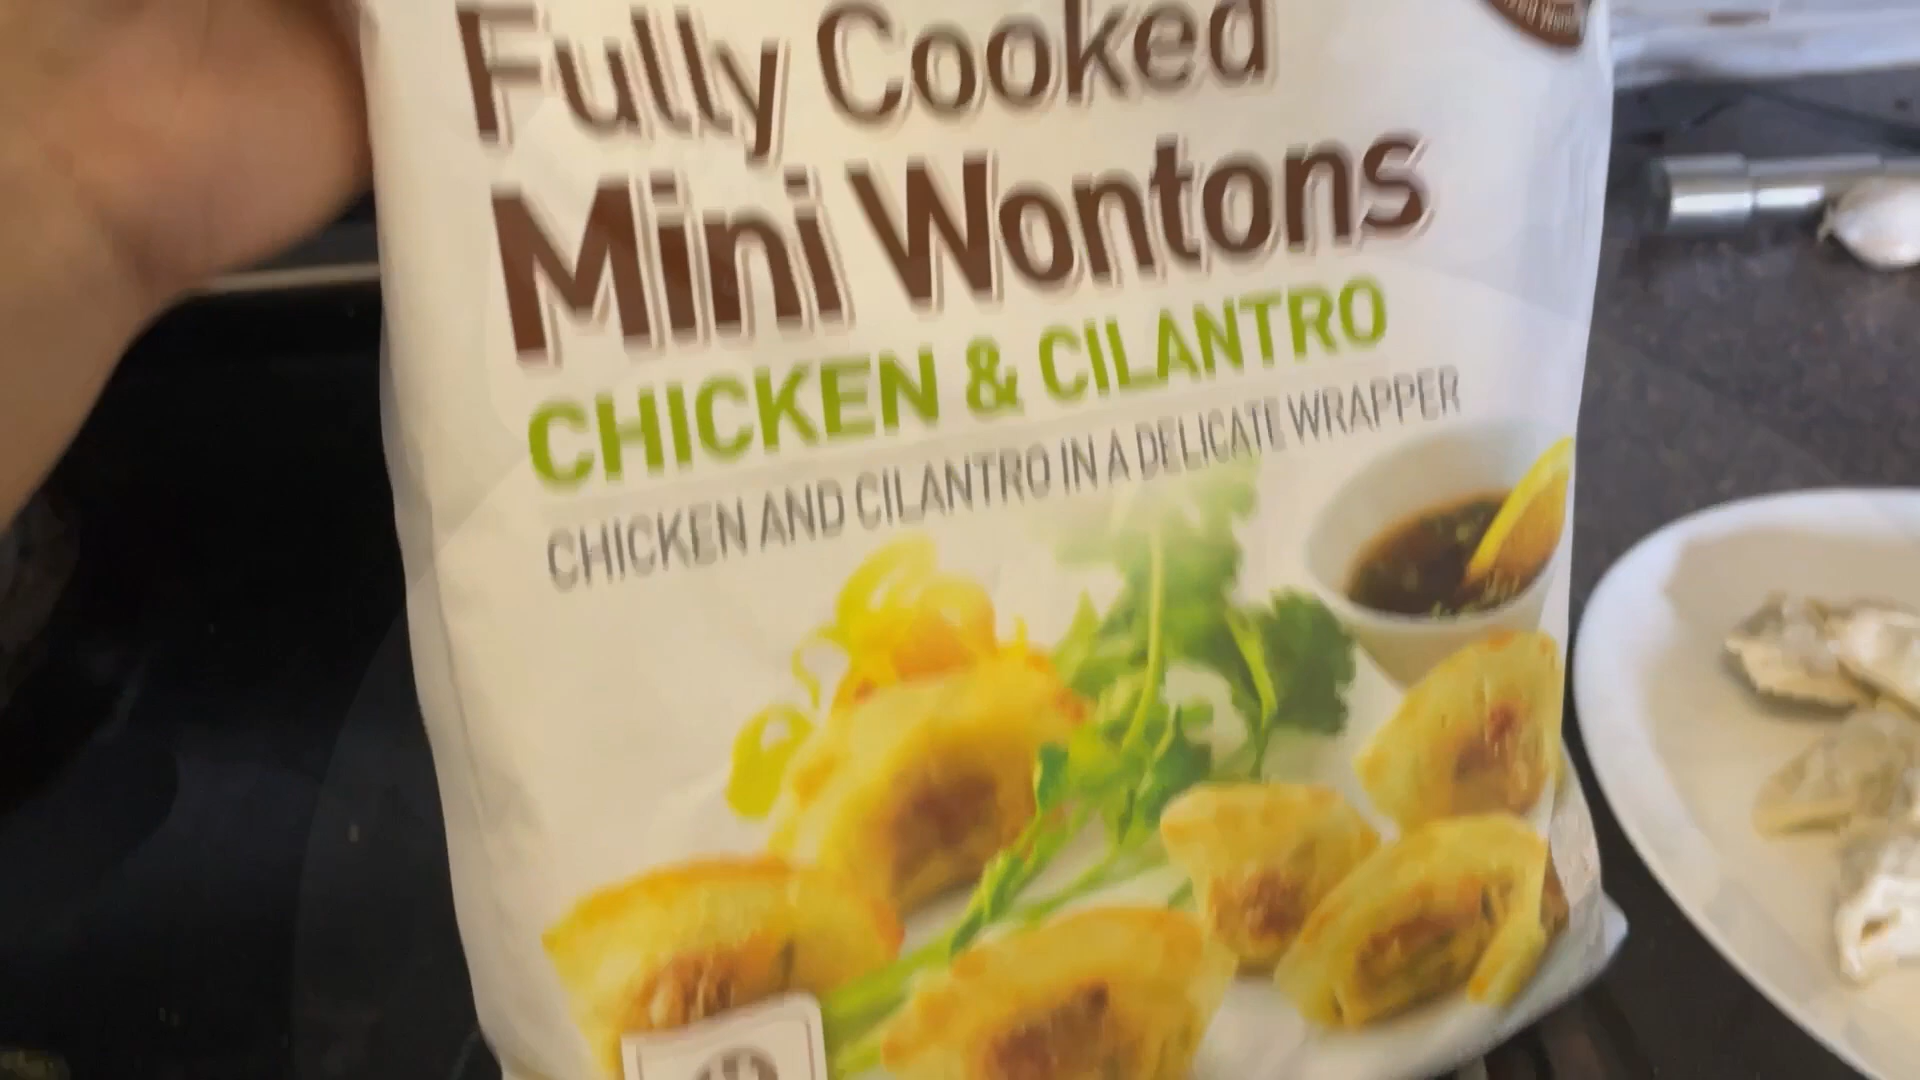 Fully Cooked
Mini Wontons
CHICKEN & CILANTRO
CHICKEN AND CILANTRO IN A DELICATE WRAPPER